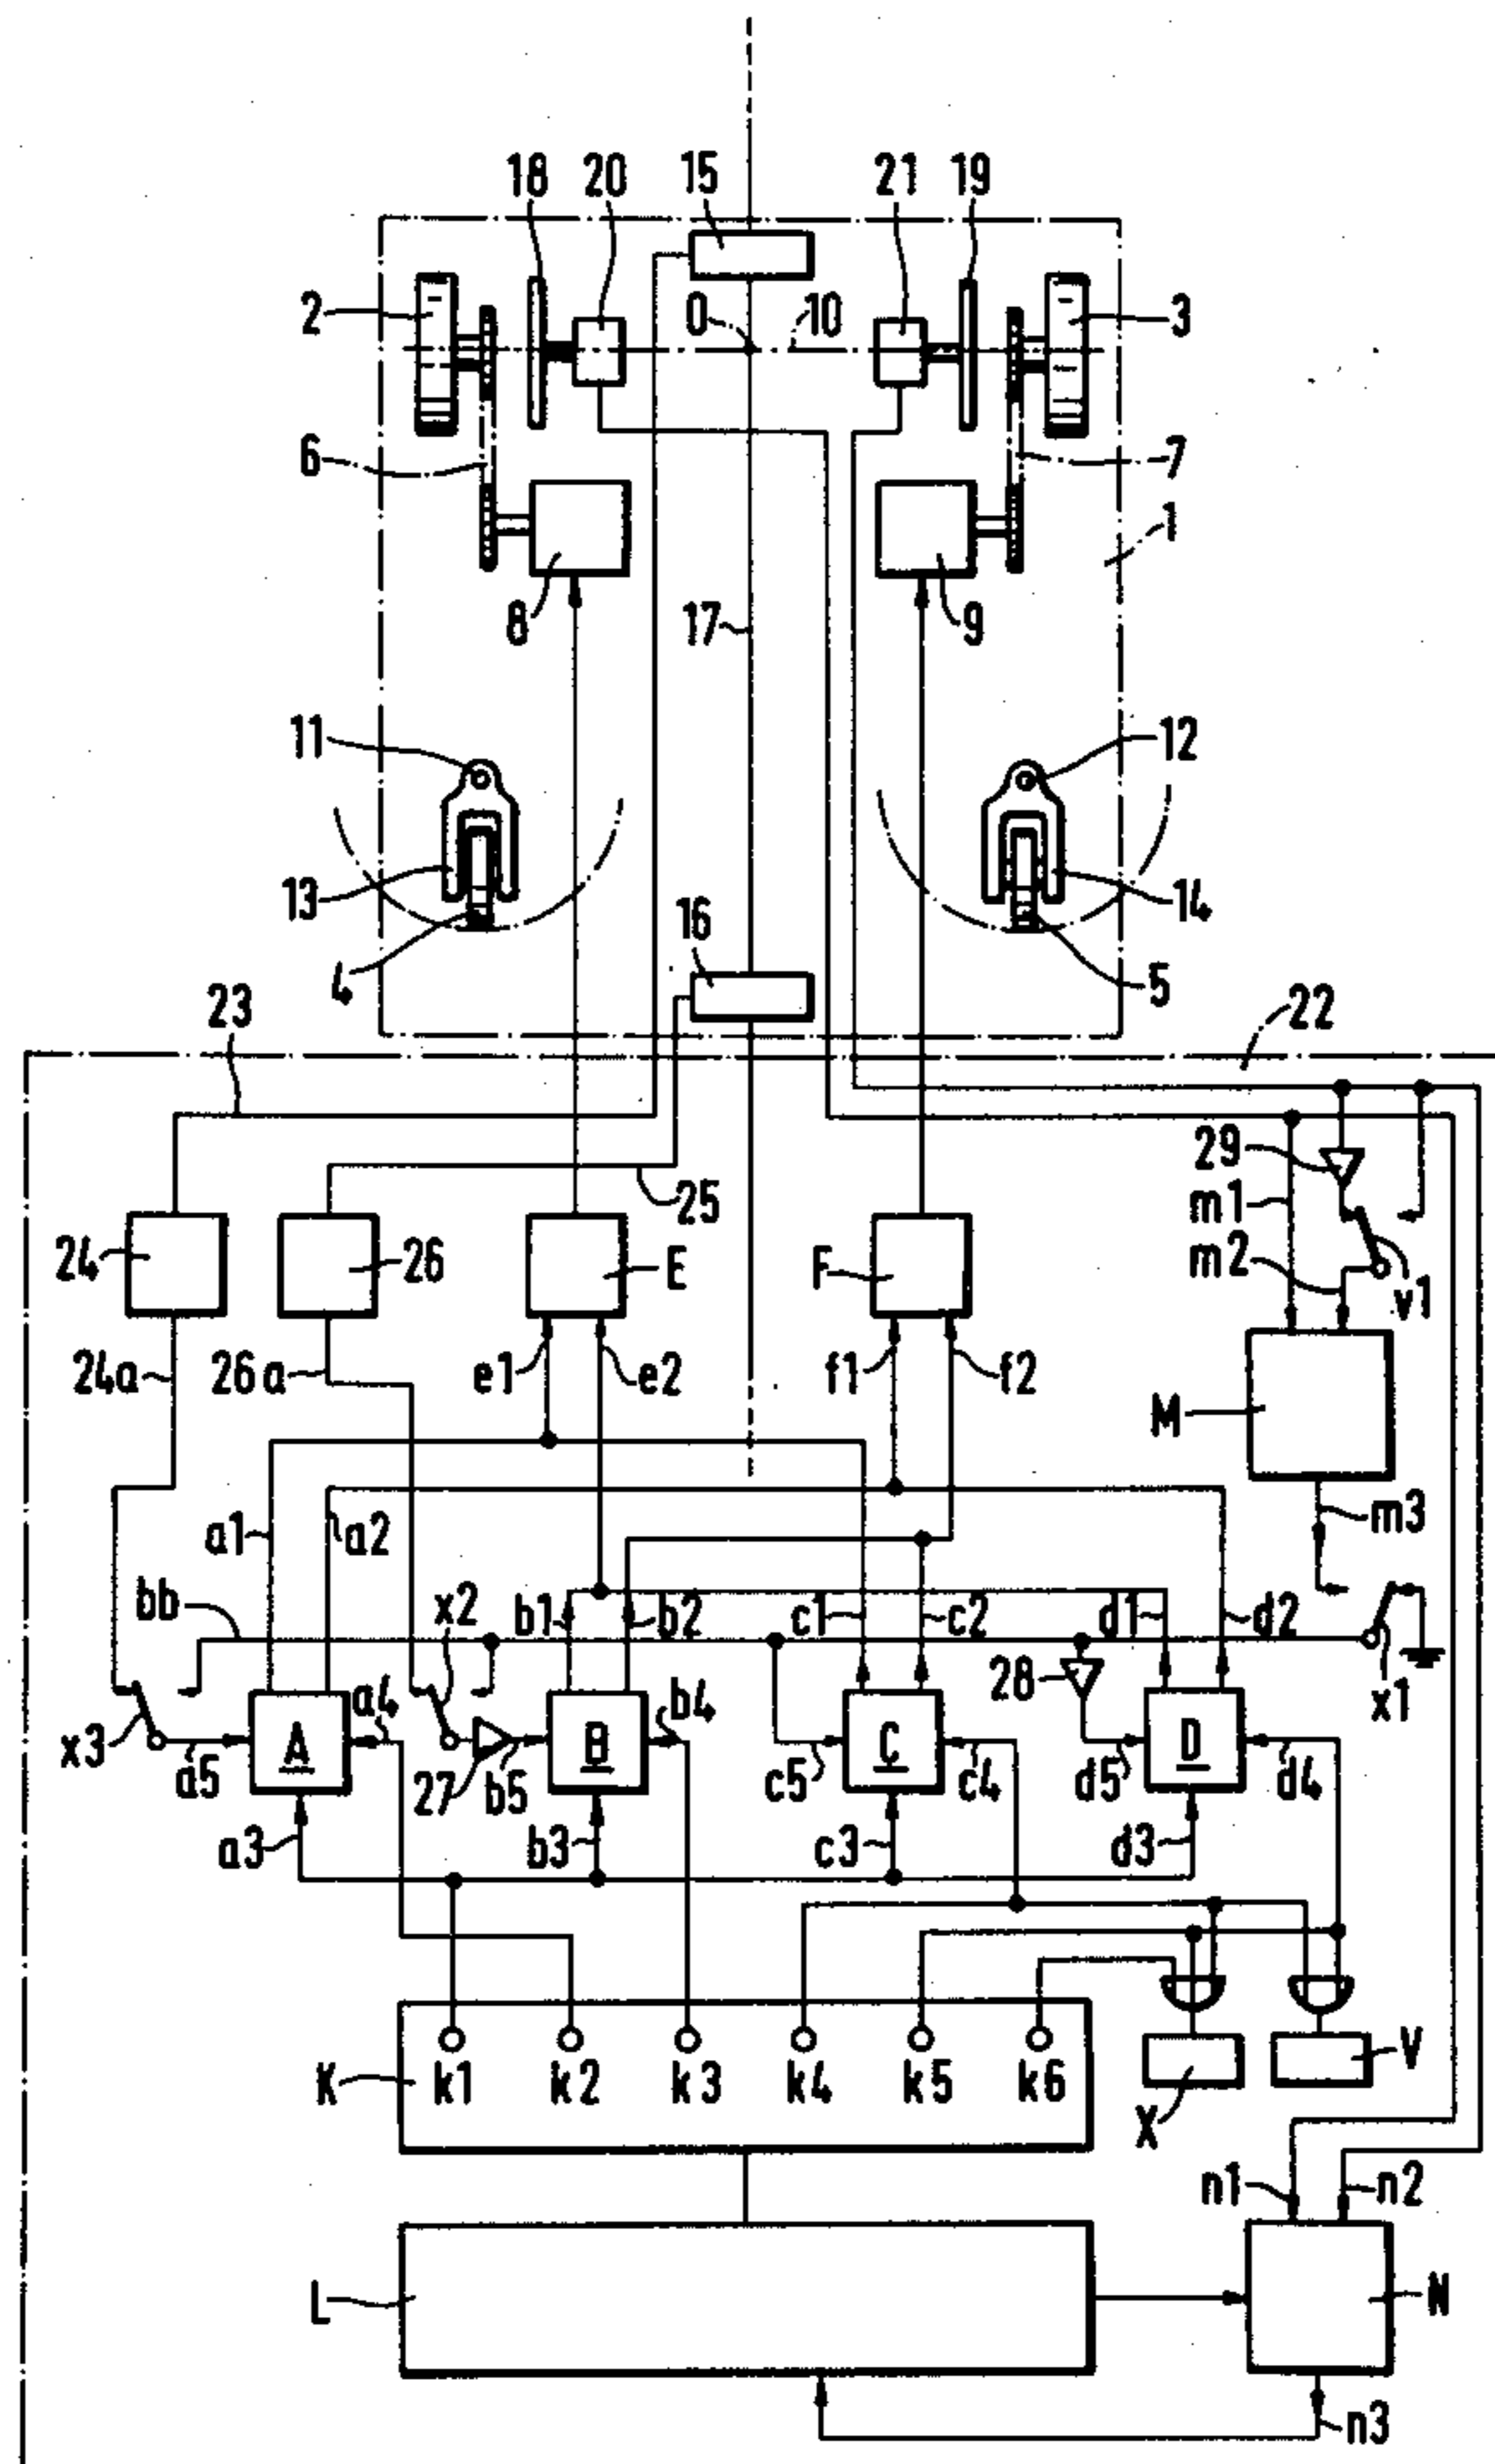 18 20 15 21 19
2 0 10 3
6 7
1
8 17 9
11 12
13 16 14
4 5
23 22
25 29
m1
24 26 E F m2 v1
24a 26a e1 e2 f1 f2 M
a1 a2 m3
bb x2 b1 b2 c1 c2 d1 d2
a4 b4 28 x1
x3 A B C D
a5 27 b5 c5 c4 d5 d4
a3 b3 c3 d3
K k1 k2 k3 k4 k5 k6 V
X
n1 n2
L N
n3